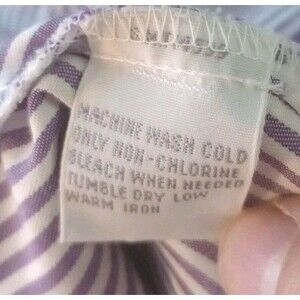 MACHINE WASH COLD
ONLY NON-CHLORINE
BLEACH WHEN NEEDED
TUMBLE DRY LOW
WARM IRON